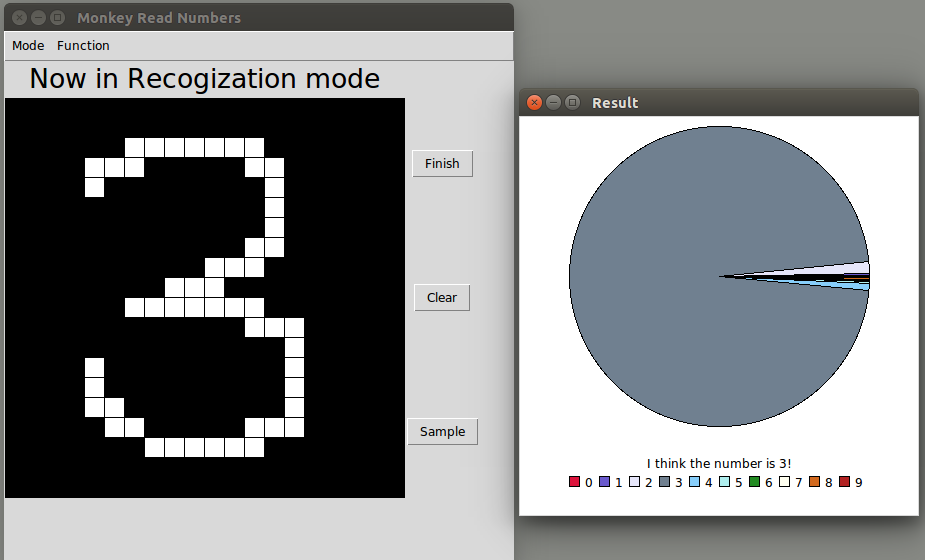 Monkey Read Numbers
Mode Function
Now in Recogization mode
Finish
Clear
Sample
Result
I think the number is 3!
0 1 2 3 4 5 6 7 8 9